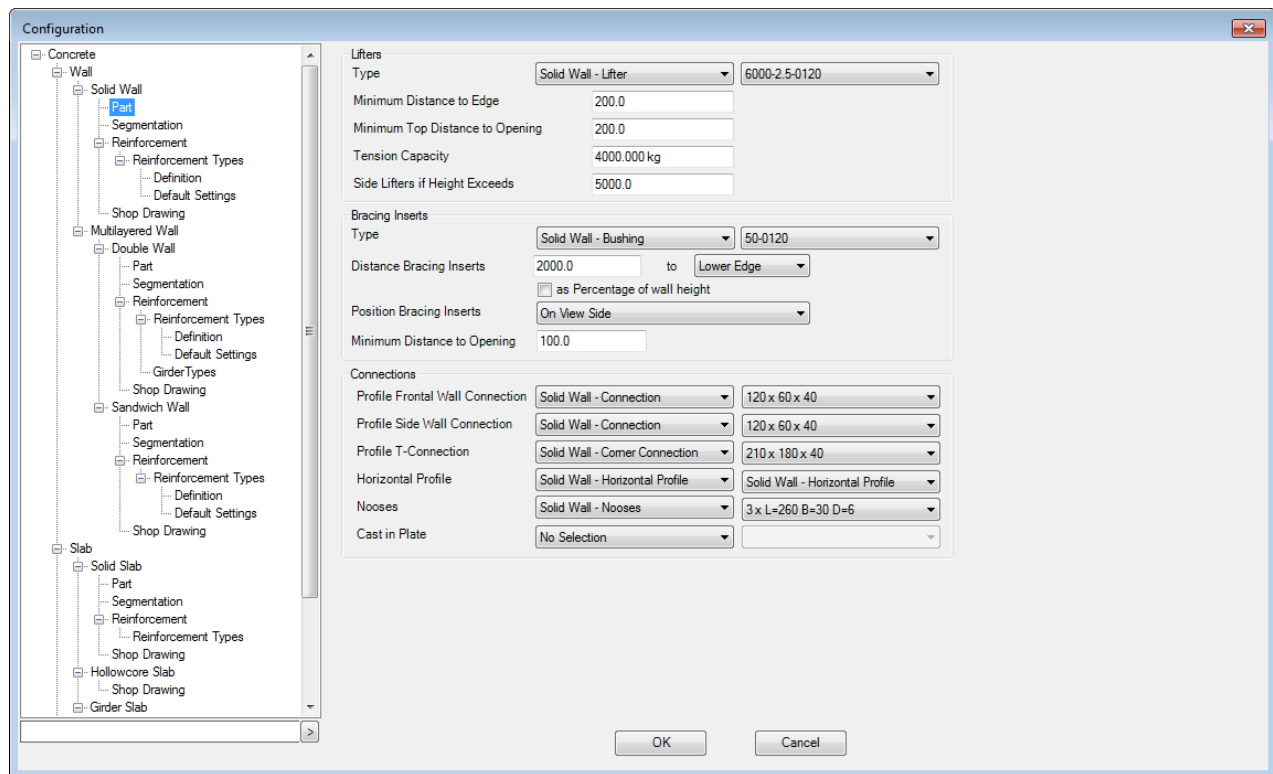 Configuration
Concrete
Wall
Solid Wall
Part
Segmentation
Reinforcement
Reinforcement Types
Definition
Default Settings
Shop Drawing
Multilayered Wall
Double Wall
Part
Segmentation
Reinforcement
Reinforcement Types
Definition
Default Settings
GirderTypes
Shop Drawing
Sandwich Wall
Part
Segmentation
Reinforcement
Reinforcement Types
Definition
Default Settings
Shop Drawing
Slab
Solid Slab
Part
Segmentation
Reinforcement
Reinforcement Types
Shop Drawing
Hollowcore Slab
Shop Drawing
Girder Slab
>
Lifters
Type Solid Wall - Lifter 6000-2.5-0120
Minimum Distance to Edge 200.0
Minimum Top Distance to Opening 200.0
Tension Capacity 4000.000 kg
Side Lifters if Height Exceeds 5000.0
Bracing Inserts
Type Solid Wall - Bushing 50-0120
Distance Bracing Inserts 2000.0 to Lower Edge
as Percentage of wall height
Position Bracing Inserts On View Side
Minimum Distance to Opening 100.0
Connections
Profile Frontal Wall Connection Solid Wall - Connection 120 x 60 x 40
Profile Side Wall Connection Solid Wall - Connection 120 x 60 x 40
Profile T-Connection Solid Wall - Corner Connection 210 x 180 x 40
Horizontal Profile Solid Wall - Horizontal Profile Solid Wall - Horizontal Profile
Nooses Solid Wall - Nooses 3 x L=260 B=30 D=6
Cast in Plate No Selection
OK Cancel